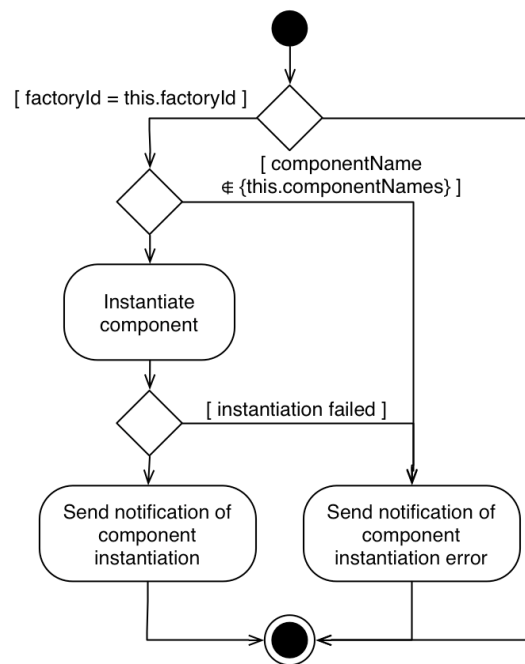 [ factoryId = this.factoryId ]
[ componentName
∉ {this.componentNames} ]
Instantiate
component
[ instantiation failed ]
Send notification of
component
instantiation
Send notification of
component
instantiation error